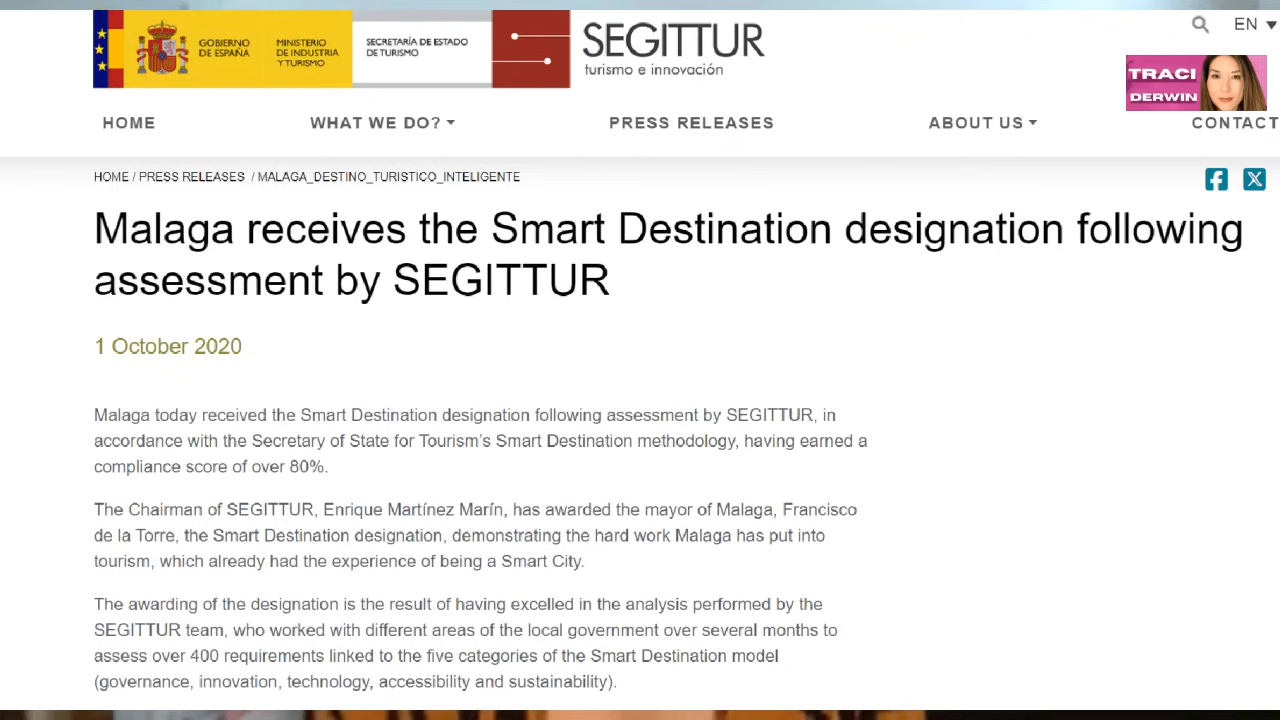 GOBIERNO
DE ESPAÑA
MINISTERIO
DE INDUSTRIA
Y TURISMO
SECRETARÍA DE ESTADO
DE TURISMO
SEGITTUR
turismo e innovación
EN
TRACI
DERWIN
HOME
WHAT WE DO?
PRESS RELEASES
ABOUT US
CONTACT
HOME / PRESS RELEASES / MALAGA_DESTINO_TURISTICO_INTELIGENTE
Malaga receives the Smart Destination designation following
assessment by SEGITTUR
1 October 2020
Malaga today received the Smart Destination designation following assessment by SEGITTUR, in
accordance with the Secretary of State for Tourism's Smart Destination methodology, having earned a
compliance score of over 80%.
The Chairman of SEGITTUR, Enrique Martínez Marín, has awarded the mayor of Malaga, Francisco
de la Torre, the Smart Destination designation, demonstrating the hard work Malaga has put into
tourism, which already had the experience of being a Smart City.
The awarding of the designation is the result of having excelled in the analysis performed by the
SEGITTUR team, who worked with different areas of the local government over several months to
assess over 400 requirements linked to the five categories of the Smart Destination model
(governance, innovation, technology, accessibility and sustainability).